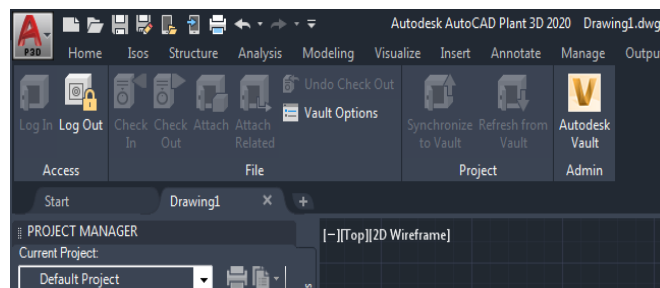 Autodesk AutoCAD Plant 3D 2020 Drawing1.dwg
P3D
Home Isos Structure Analysis Modeling Visualize Insert Annotate Manage Outpu
Undo Check Out
Vault Options
Log In Log Out Check In Check Out Attach Attach Related Synchronize to Vault Refresh from Vault Autodesk Vault
Access File Project Admin
Start Drawing1
PROJECT MANAGER
[−][Top][2D Wireframe]
Current Project:
Default Project